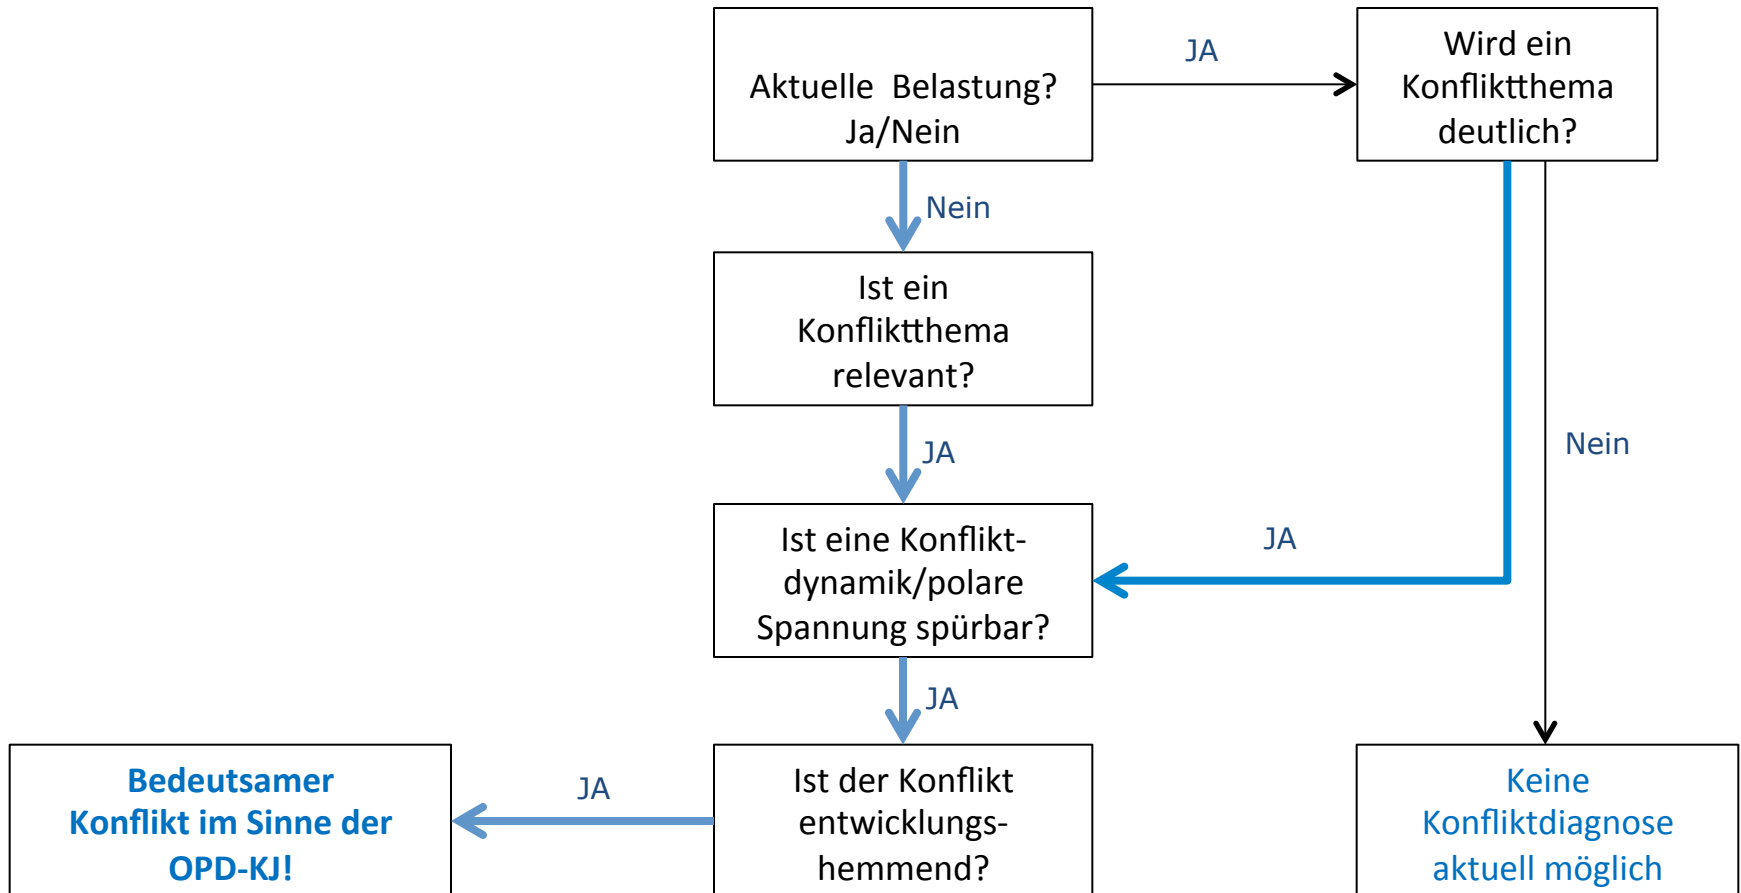 Aktuelle Belastung?
Ja/Nein
JA
Wird ein
Konfliktthema
deutlich?
Nein
Ist ein
Konfliktthema
relevant?
JA
Nein
Ist eine Konflikt-
dynamik/polare
Spannung spürbar?
JA
JA
Bedeutsamer
Konflikt im Sinne der
OPD-KJ!
JA
Ist der Konflikt
entwicklungs-
hemmend?
Keine
Konfliktdiagnose
aktuell möglich